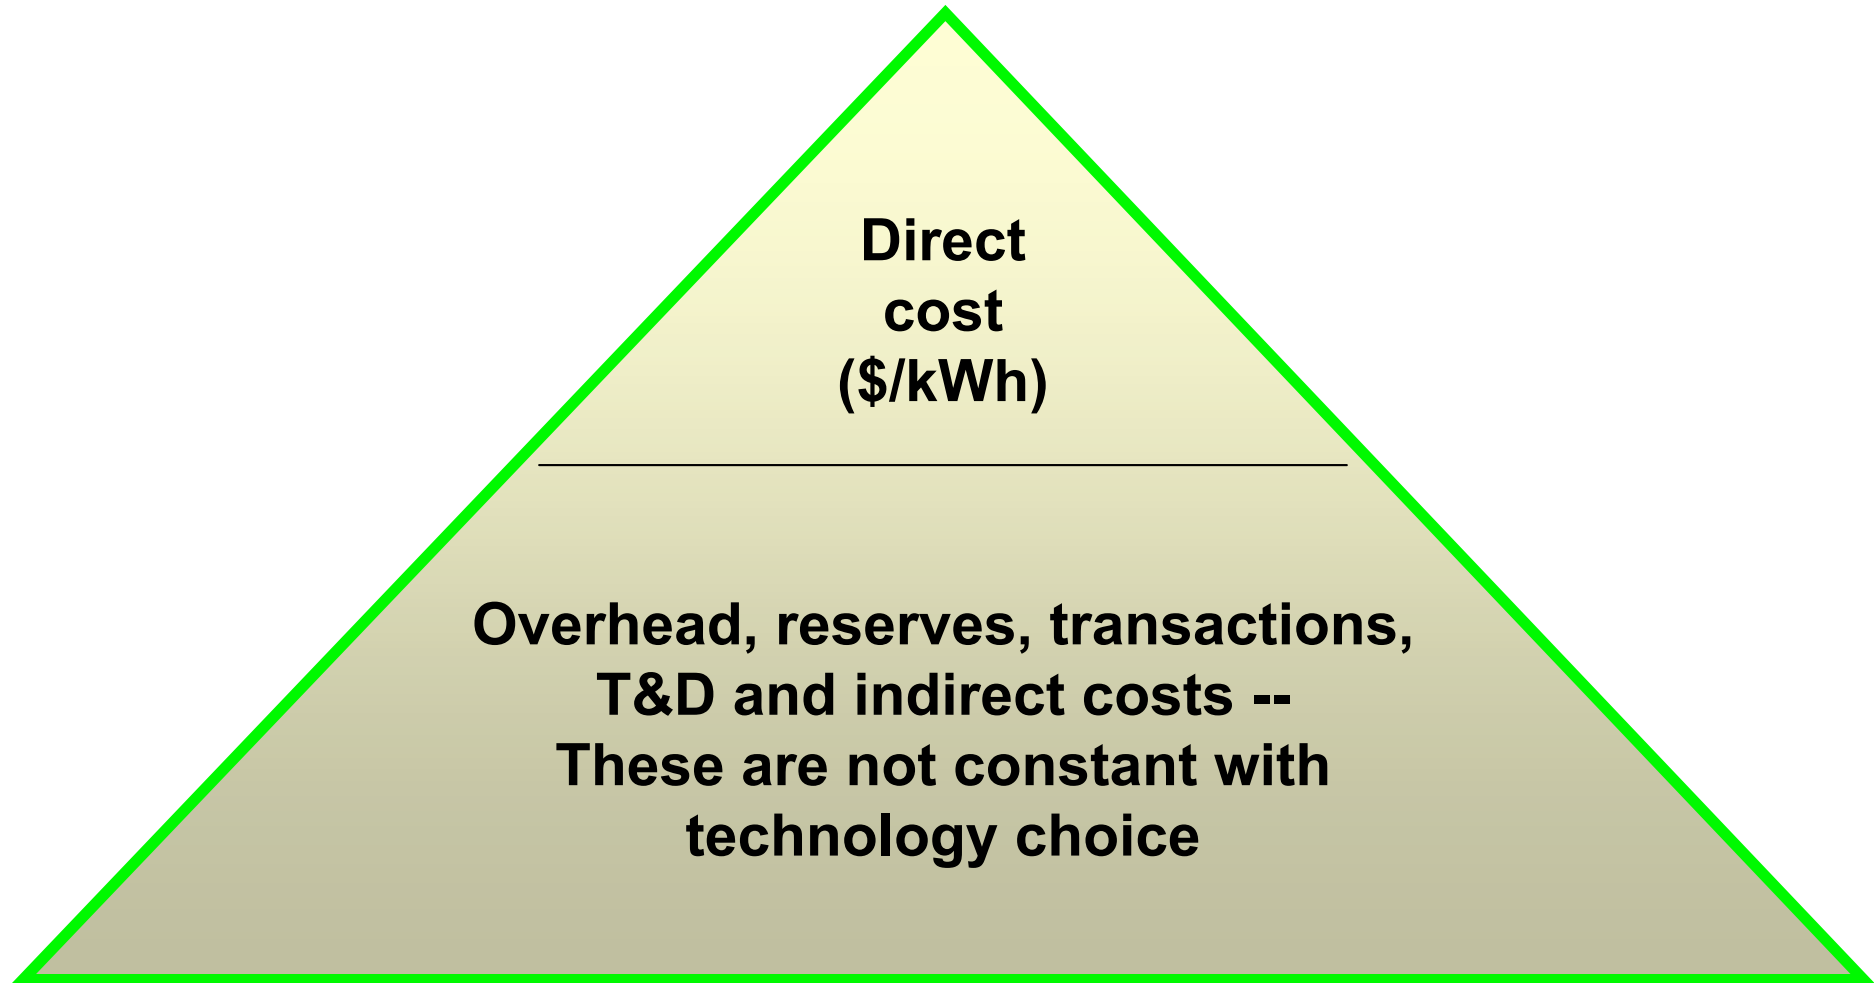 Direct
cost
($/kWh)
Overhead, reserves, transactions,
T&D and indirect costs --
These are not constant with
technology choice